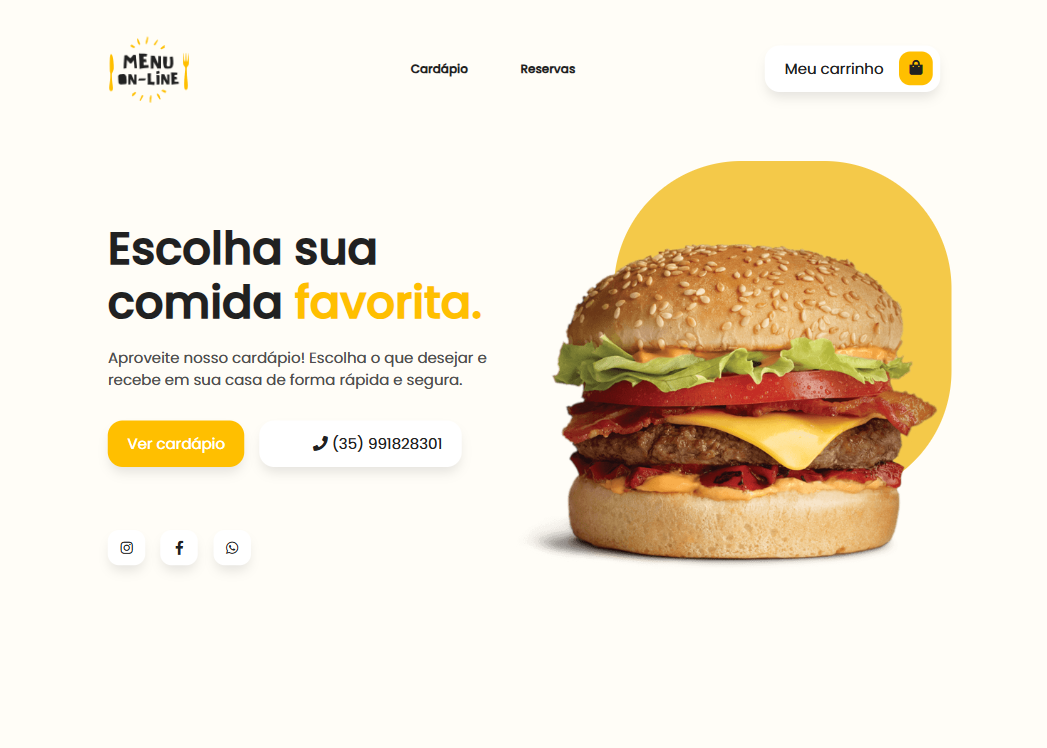 MENU
ON-LINE
Cardápio
Reservas
Meu carrinho
Escolha sua
comida favorita.
Aproveite nosso cardápio! Escolha o que desejar e
recebe em sua casa de forma rápida e segura.
Ver cardápio
(35) 991828301